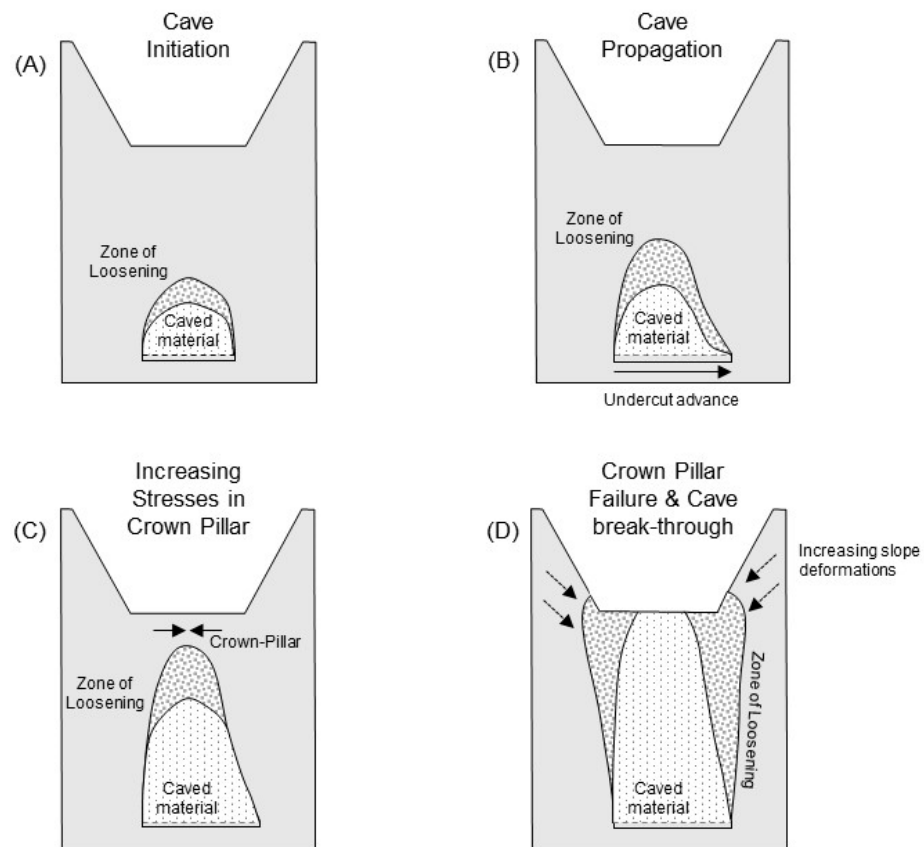 Cave
Initiation
(A)
Zone of
Loosening
Caved
material
Cave
Propagation
(B)
Zone of
Loosening
Caved
material
Undercut advance
Increasing
Stresses in
Crown Pillar
(C)
Crown-Pillar
Zone of
Loosening
Caved
material
Crown Pillar
Failure & Cave
break-through
(D)
Increasing slope
deformations
Zone of Loosening
Caved
material